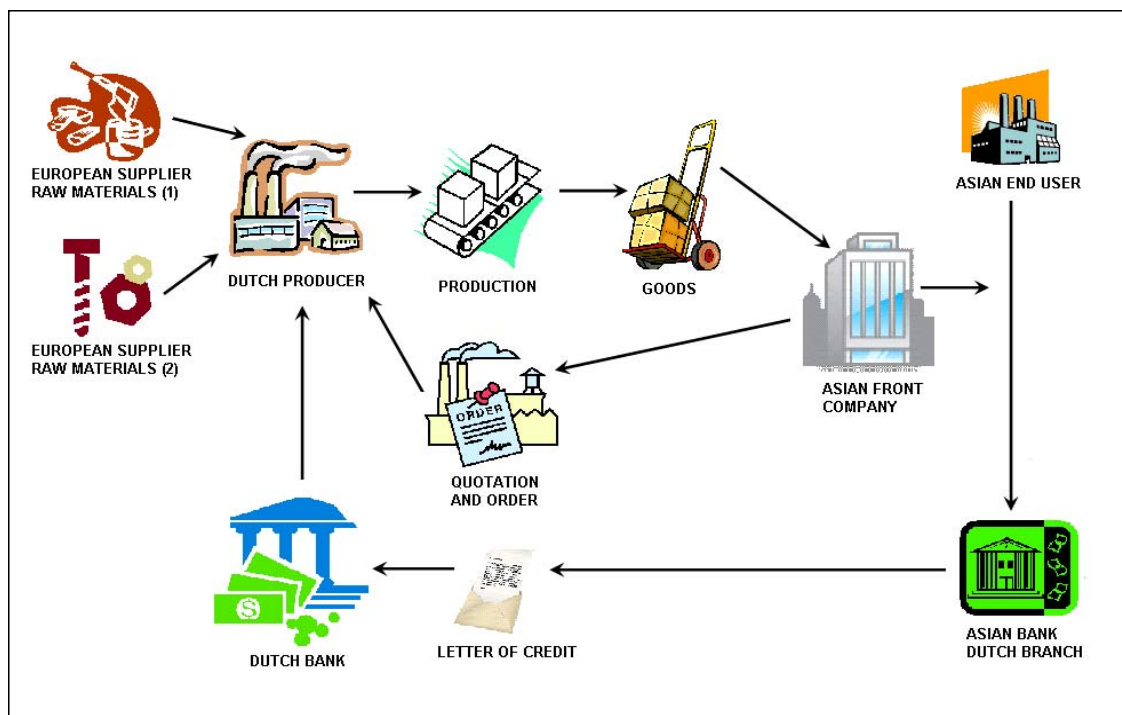 EUROPEAN SUPPLIER
RAW MATERIALS (1)
ASIAN END USER
DUTCH PRODUCER
PRODUCTION
GOODS
EUROPEAN SUPPLIER
RAW MATERIALS (2)
ASIAN FRONT
COMPANY
ORDER
QUOTATION
AND ORDER
$
DUTCH BANK
LETTER OF CREDIT
ASIAN BANK
DUTCH BRANCH